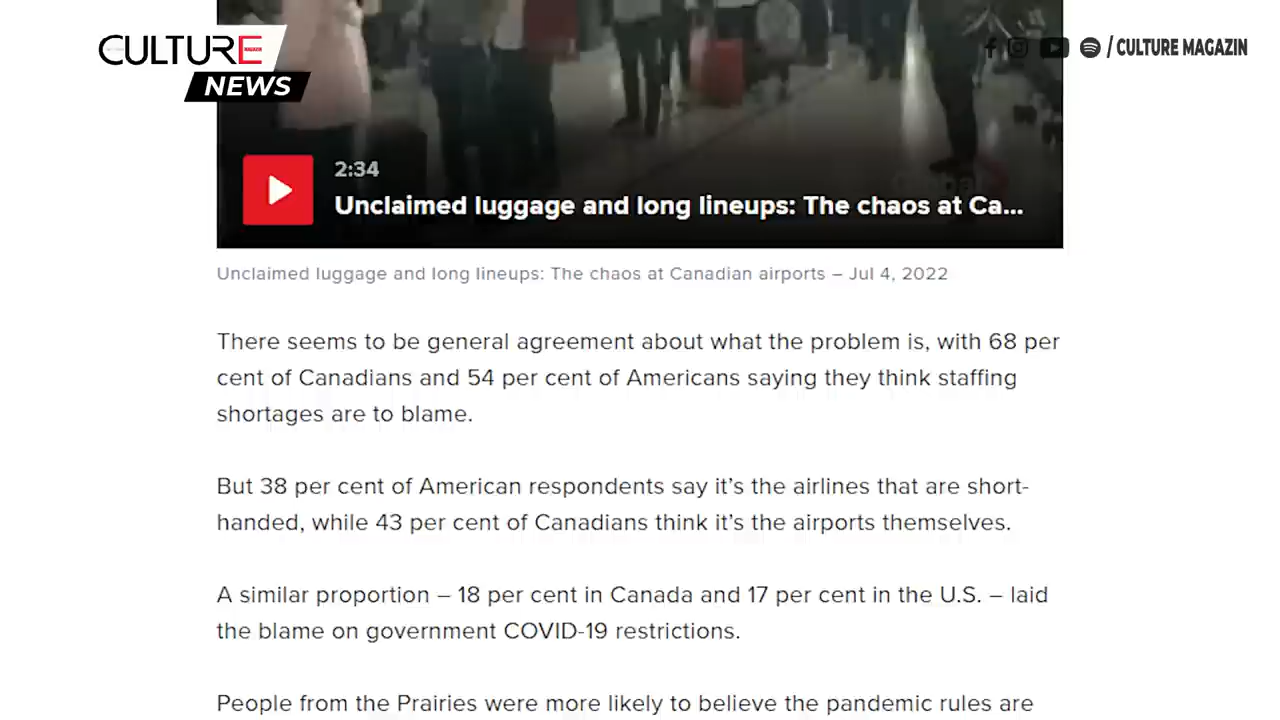 CULTURE
NEWS
/ CULTURE MAGAZIN
2:34
Unclaimed luggage and long lineups: The chaos at Ca...
Unclaimed luggage and long lineups: The chaos at Canadian airports – Jul 4, 2022
There seems to be general agreement about what the problem is, with 68 per
cent of Canadians and 54 per cent of Americans saying they think staffing
shortages are to blame.
But 38 per cent of American respondents say it’s the airlines that are short-
handed, while 43 per cent of Canadians think it’s the airports themselves.
A similar proportion – 18 per cent in Canada and 17 per cent in the U.S. – laid
the blame on government COVID-19 restrictions.
People from the Prairies were more likely to believe the pandemic rules are